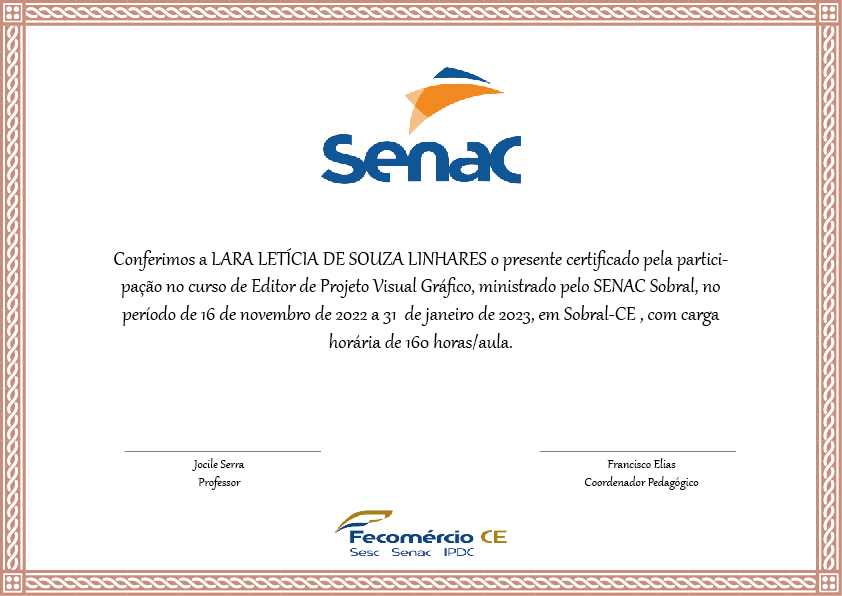 Senac
Conferimos a LARA LETÍCIA DE SOUZA LINHARES o presente certificado pela partici-
pação no curso de Editor de Projeto Visual Gráfico, ministrado pelo SENAC Sobral, no
período de 16 de novembro de 2022 a 31 de janeiro de 2023, em Sobral-CE , com carga
horária de 160 horas/aula.
Jocile Serra
Professor
Francisco Elias
Coordenador Pedagógico
Fecomércio CE
Sesc Senac IPDC